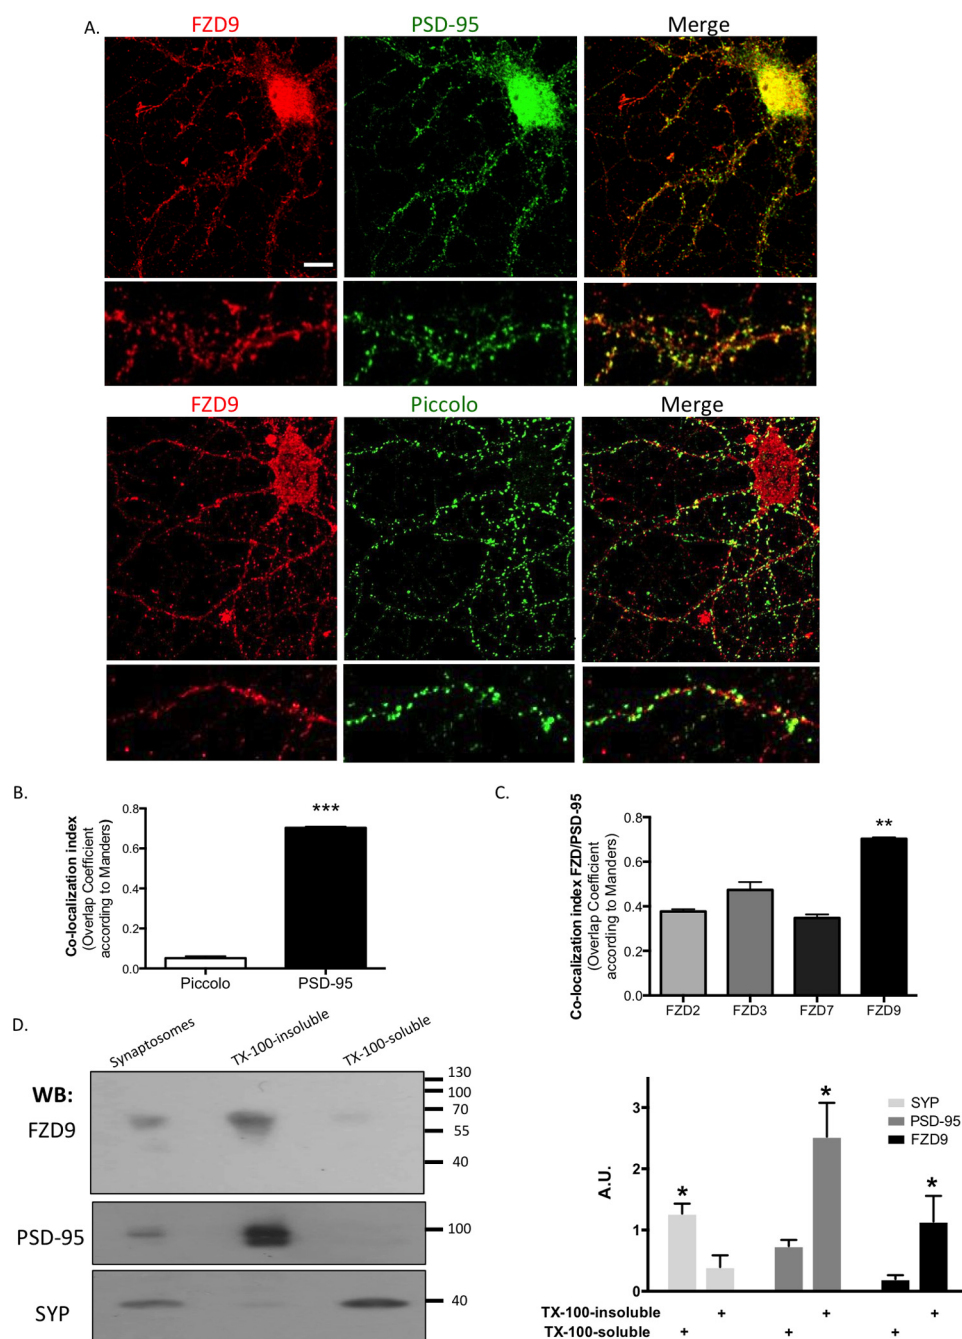 A.
FZD9 PSD-95 Merge
FZD9 Piccolo Merge
B.
Co-localization index
(Overlap Coefficient
according to Manders)
0.8
0.6
0.4
0.2
0.0
***
Piccolo PSD-95
C.
Co-localization index FZD/PSD-95
(Overlap Coefficient
according to Manders)
0.8
0.6
0.4
0.2
0.0
**
FZD2 FZD3 FZD7 FZD9
D.
Synaptosomes TX-100-insoluble TX-100-soluble
WB:
FZD9
130
100
70
55
40
PSD-95
100
SYP
40
A.U.
3
2
1
0
* * *
SYP
PSD-95
FZD9
TX-100-insoluble + + +
TX-100-soluble + + +